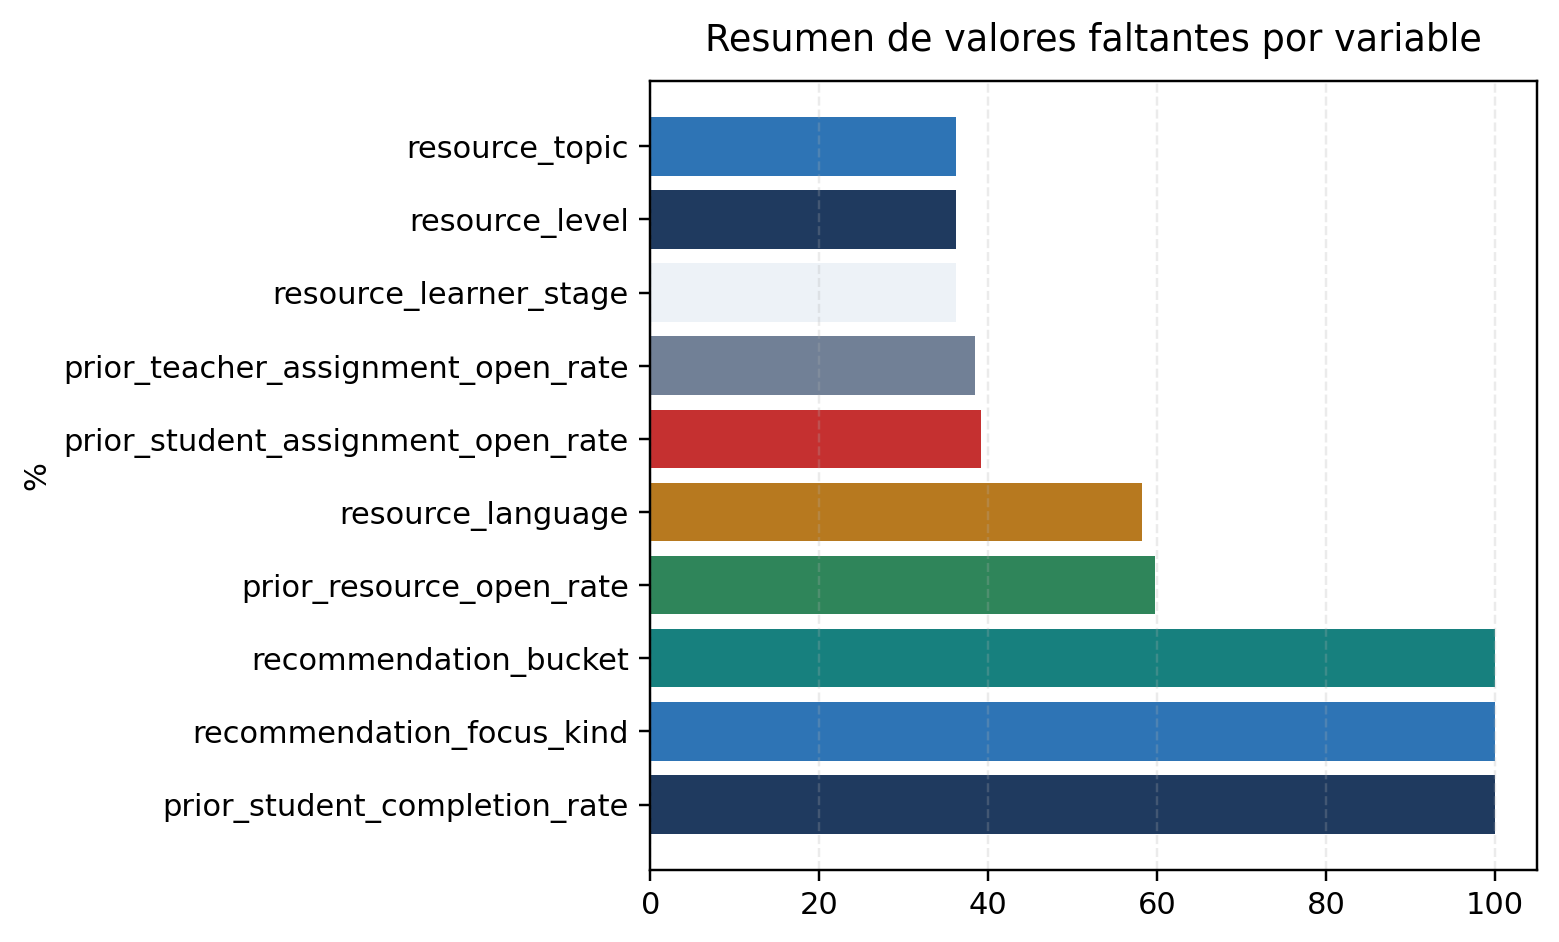 Resumen de valores faltantes por variable
resource_topic
resource_level
resource_learner_stage
prior_teacher_assignment_open_rate
prior_student_assignment_open_rate
resource_language
prior_resource_open_rate
recommendation_bucket
recommendation_focus_kind
prior_student_completion_rate
%
0 20 40 60 80 100